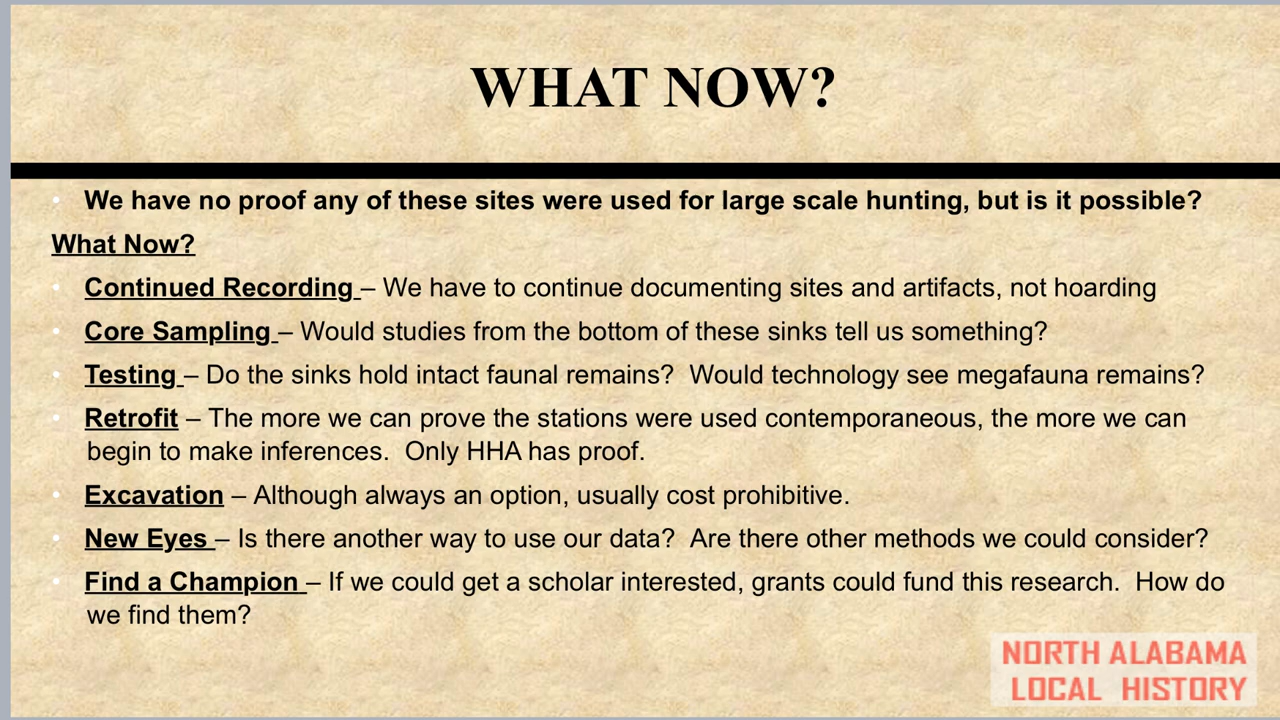 WHAT NOW?
• We have no proof any of these sites were used for large scale hunting, but is it possible?
What Now?
• Continued Recording – We have to continue documenting sites and artifacts, not hoarding
• Core Sampling – Would studies from the bottom of these sinks tell us something?
• Testing – Do the sinks hold intact faunal remains?  Would technology see megafauna remains?
• Retrofit – The more we can prove the stations were used contemporaneous, the more we can
begin to make inferences.  Only HHA has proof.
• Excavation – Although always an option, usually cost prohibitive.
• New Eyes – Is there another way to use our data?  Are there other methods we could consider?
• Find a Champion – If we could get a scholar interested, grants could fund this research.  How do
we find them?
NORTH ALABAMA
LOCAL HISTORY